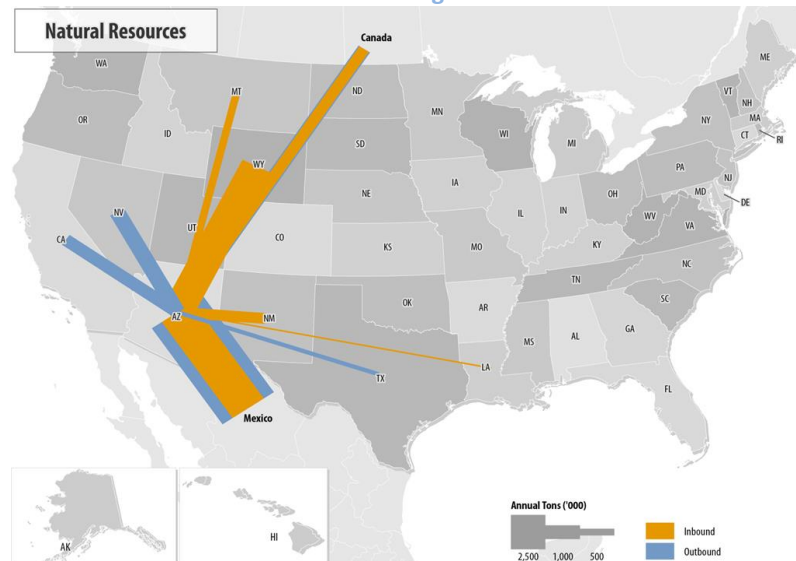 Natural Resources
Canada
WA
MT
ND
MN
ME
VT
NH
OR
ID
SD
WI
MI
NY
MA
CT
RI
WY
NE
IA
PA
NJ
NV
UT
CO
IL
IN
OH
MD
DE
CA
KS
MO
KY
WV
VA
AZ
NM
OK
AR
TN
NC
SC
MS
AL
GA
TX
LA
FL
Mexico
AK
HI
Annual Tons ('000)
2,500 1,000 500
Inbound
Outbound